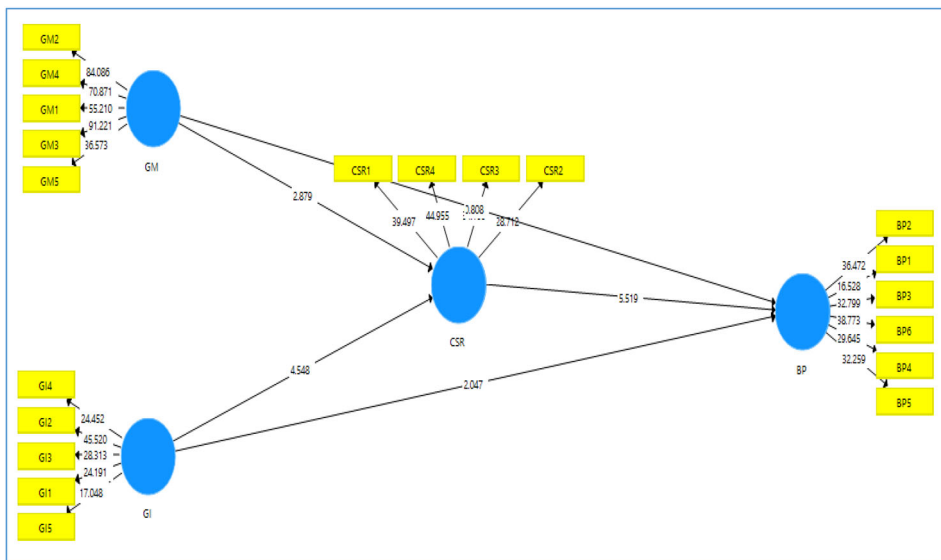 GM2
GM4
GM1
GM3
GM5
84.086
70.871
55.210
91.221
36.573
GM
2.879
CSR1
CSR4
CSR3
CSR2
39.497
44.955
0.808
38.712
CSR
5.519
4.548
2.047
BP2
BP1
BP3
BP6
BP4
BP5
36.472
16.528
32.799
38.773
29.645
32.259
BP
GI4
GI2
GI3
GI1
GI5
24.452
45.520
28.313
24.191
17.048
GI